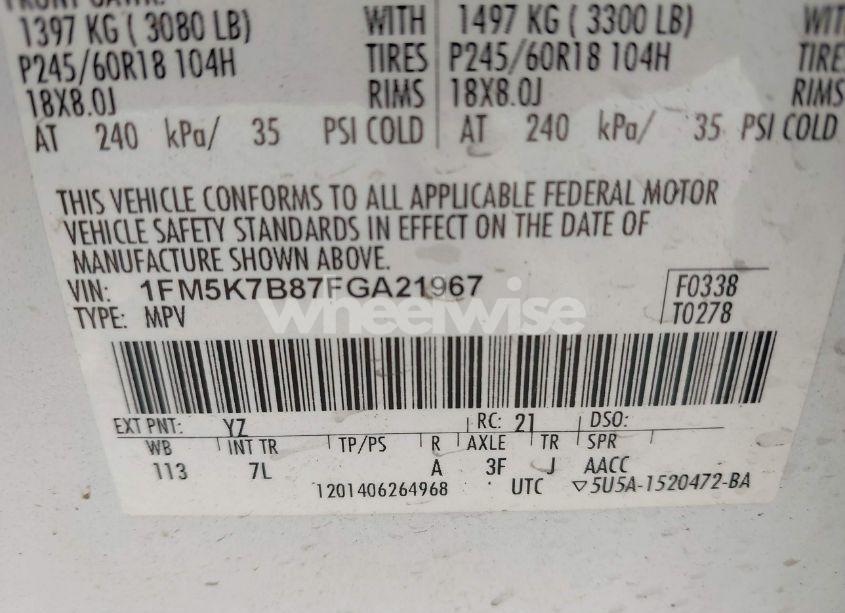 1397 KG ( 3080 LB) WITH 1497 KG ( 3300 LB) WIT
P245/60R18 104H TIRES P245/60R18 104H TIRE
18X8.0J RIMS 18X8.0J RIMS
AT 240 kPa/ 35 PSI COLD AT 240 kPa/ 35 PSI COLD
THIS VEHICLE CONFORMS TO ALL APPLICABLE FEDERAL MOTOR
VEHICLE SAFETY STANDARDS IN EFFECT ON THE DATE OF
MANUFACTURE SHOWN ABOVE.
VIN: 1FM5K7B87FGA21967 F0338
TYPE: MPV T0278
wheelwise
EXT PNT: YZ RC: 21 DSO:
WB INT TR TP/PS R AXLE TR SPR
113 7L A 3F J AACC
1201406264968 UTC ▽5U5A-1520472-BA